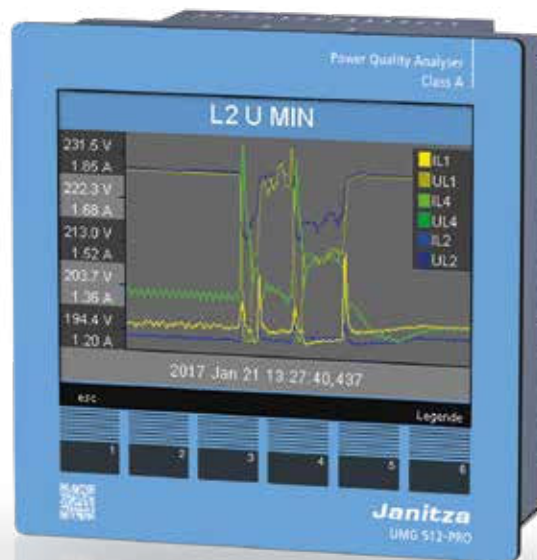 Power Quality Analyser
Class A
L2 U MIN
231.5 V
1.85 A
222.3 V
1.68 A
213.0 V
1.52 A
203.7 V
1.36 A
194.4 V
1.20 A
IL1
UL1
IL4
UL4
IL2
UL2
2017 Jan 21 13:27:40,437
esc
Legende
1
2
3
4
5
6
Janitza
UMG 512-PRO